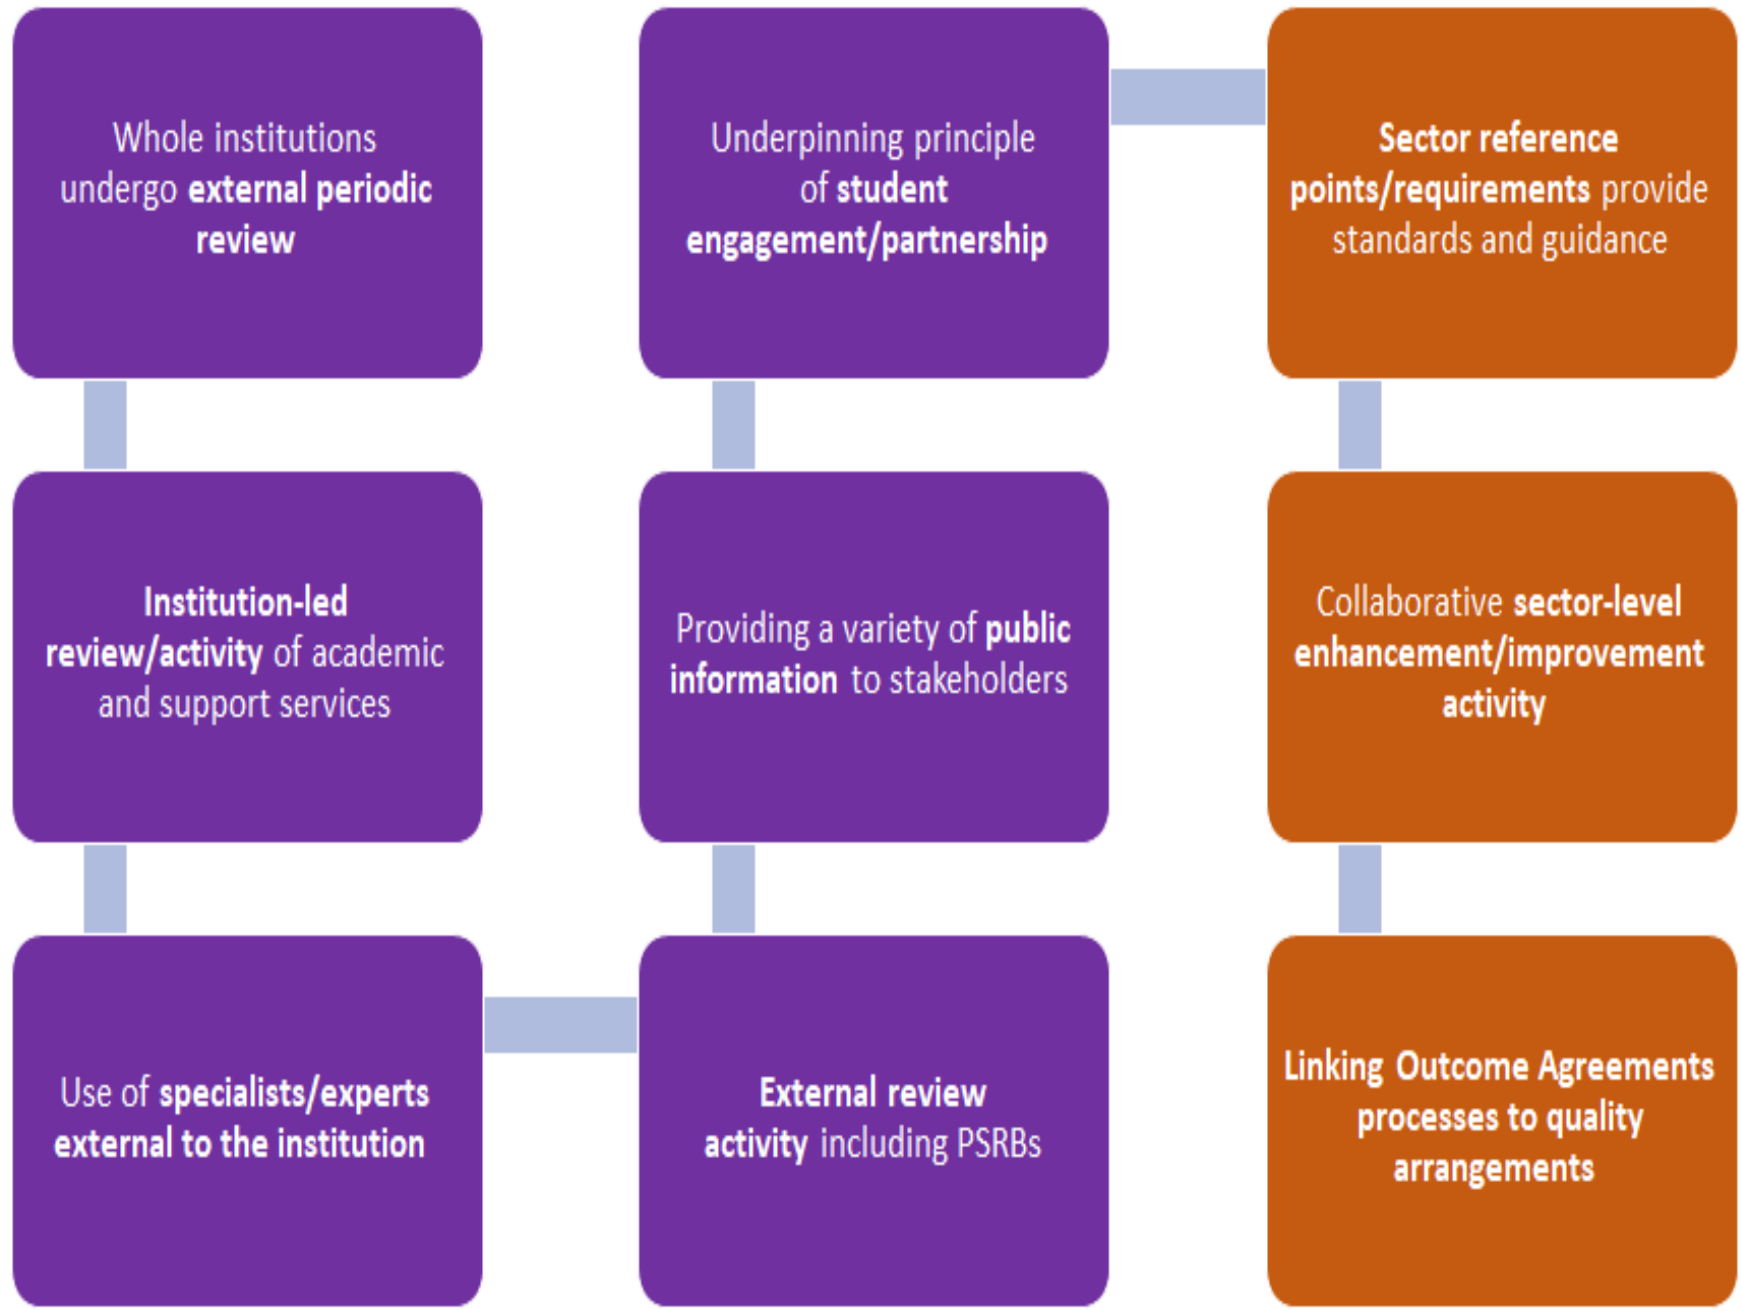 Whole institutions
undergo external periodic
review
Institution-led
review/activity of academic
and support services
Use of specialists/experts
external to the institution
External review
activity including PSRBs
Providing a variety of public
information to stakeholders
Underpinning principle
of student
engagement/partnership
Sector reference
points/requirements provide
standards and guidance
Collaborative sector-level
enhancement/improvement
activity
Linking Outcome Agreements
processes to quality
arrangements